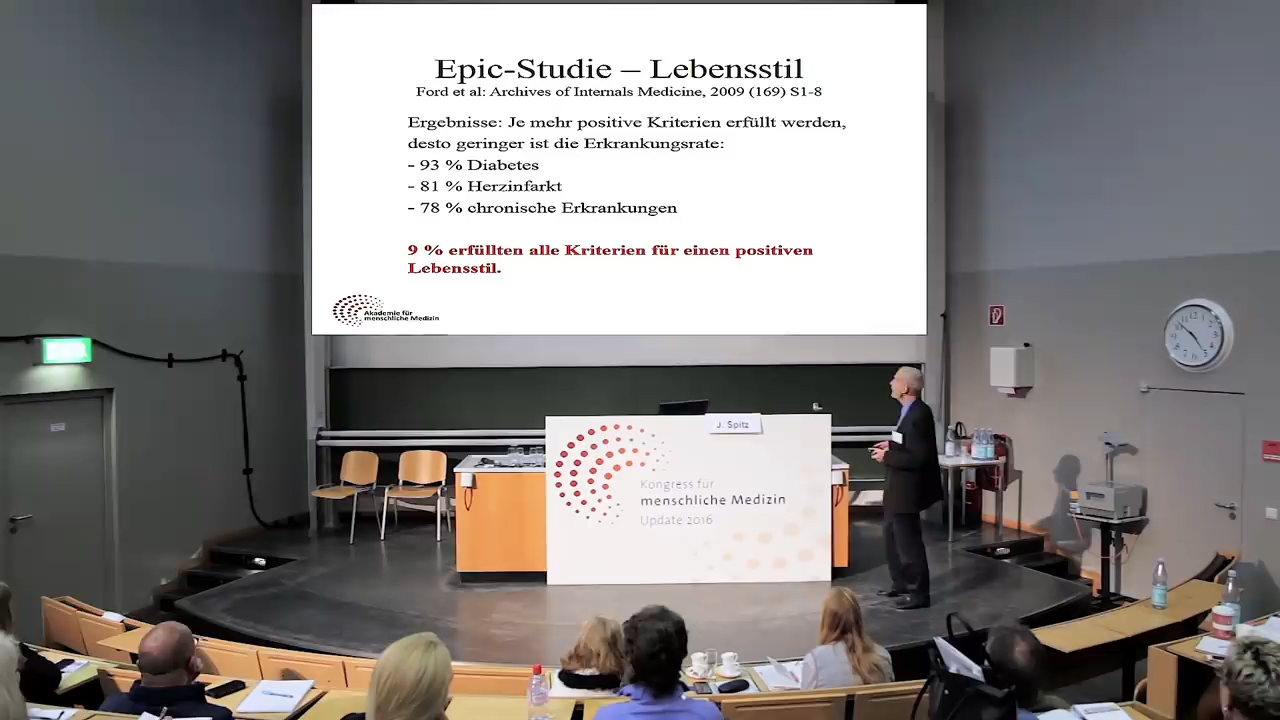 Epic-Studie – Lebensstil
Ford et al: Archives of Internals Medicine, 2009 (169) S1-8
Ergebnisse: Je mehr positive Kriterien erfüllt werden,
desto geringer ist die Erkrankungsrate:
- 93 % Diabetes
- 81 % Herzinfarkt
- 78 % chronische Erkrankungen
9 % erfüllten alle Kriterien für einen positiven
Lebensstil.
Akademie für
menschliche Medizin
J. Spitz
Kongress für
menschliche Medizin
Update 2016